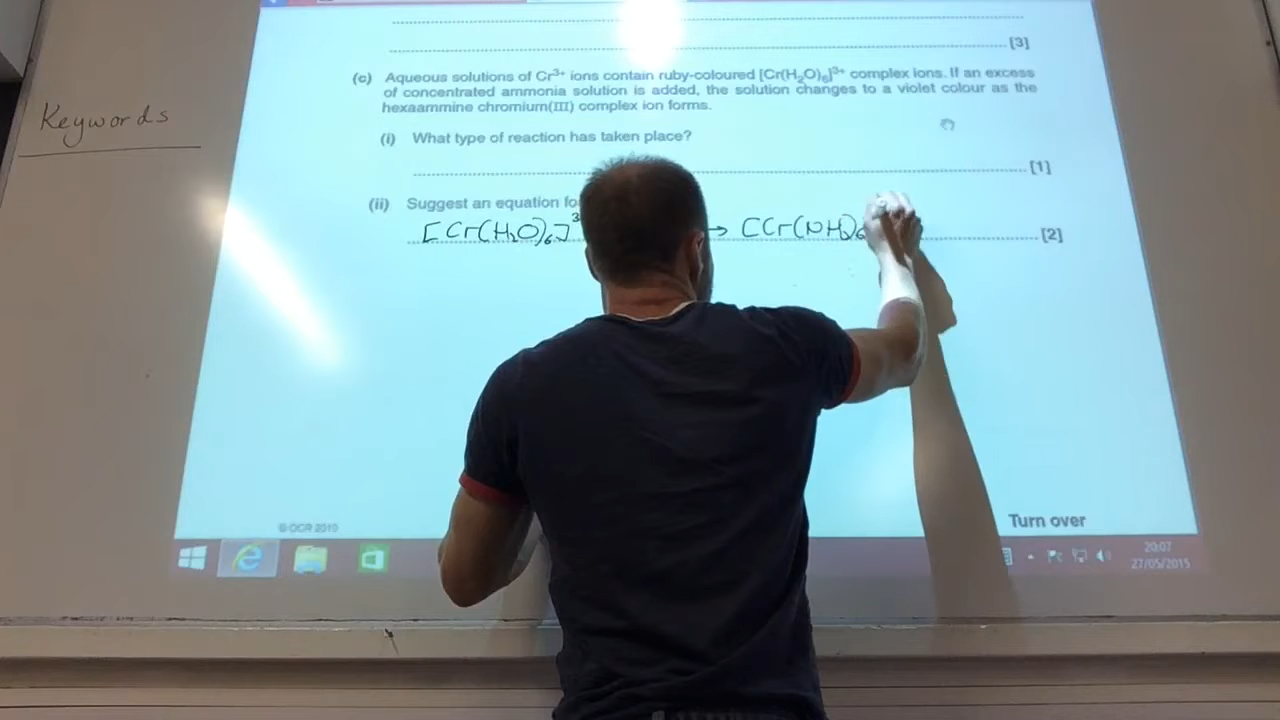 [3]
(c) Aqueous solutions of Cr³⁺ ions contain ruby-coloured [Cr(H₂O)₆]³⁺ complex ions. If an excess
of concentrated ammonia solution is added, the solution changes to a violet colour as the
hexaammine chromium(III) complex ion forms.
Keywords
(i) What type of reaction has taken place?
[1]
(ii) Suggest an equation
[Cr(H₂O)₆]³ → [Cr(NH
[2]
© OCR 2010
Turn over
20:07
27/05/2015